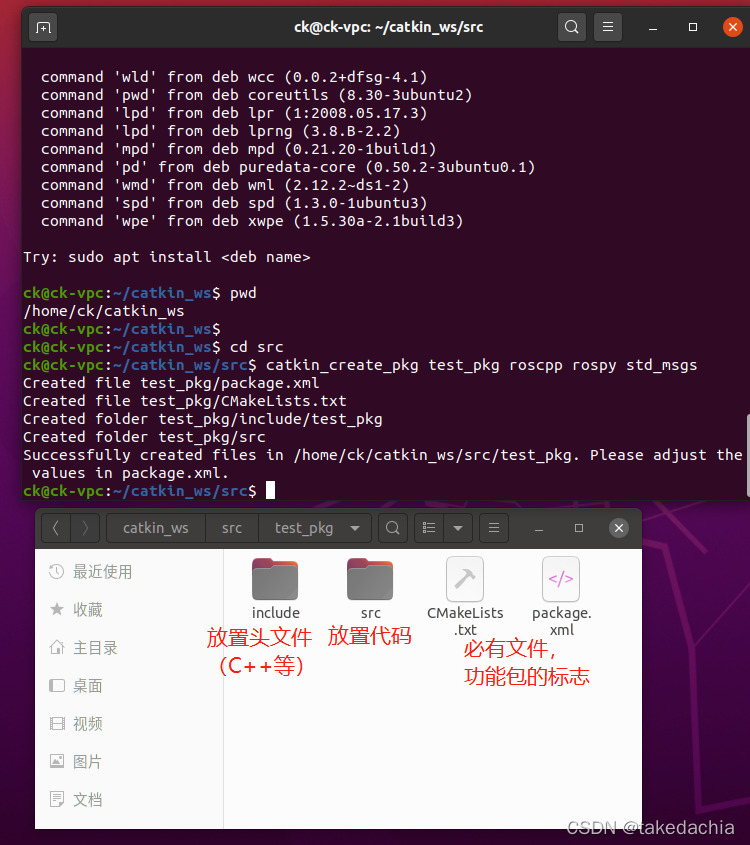 ck@ck-vpc: ~/catkin_ws/src
command 'wld' from deb wcc (0.0.2+dfsg-4.1)
command 'pwd' from deb coreutils (8.30-3ubuntu2)
command 'lpd' from deb lpr (1:2008.05.17.3)
command 'lpd' from deb lprng (3.8.B-2.2)
command 'mpd' from deb mpd (0.21.20-1build1)
command 'pd' from deb puredata-core (0.50.2-3ubuntu0.1)
command 'wmd' from deb wml (2.12.2~ds1-2)
command 'spd' from deb spd (1.3.0-1ubuntu3)
command 'wpe' from deb xwpe (1.5.30a-2.1build3)
Try: sudo apt install <deb name>
ck@ck-vpc:~/catkin_ws$ pwd
/home/ck/catkin_ws
ck@ck-vpc:~/catkin_ws$
ck@ck-vpc:~/catkin_ws$ cd src
ck@ck-vpc:~/catkin_ws/src$ catkin_create_pkg test_pkg roscpp rospy std_msgs
Created file test_pkg/package.xml
Created file test_pkg/CMakeLists.txt
Created folder test_pkg/include/test_pkg
Created folder test_pkg/src
Successfully created files in /home/ck/catkin_ws/src/test_pkg. Please adjust the
values in package.xml.
ck@ck-vpc:~/catkin_ws/src$
catkin_ws src test_pkg
最近使用
收藏
主目录
桌面
视频
图片
文档
include
放置头文件
（C++等）
src
放置代码
CMakeLists
.txt
package.
xml
必有文件，
功能包的标志
CSDN @takedachia